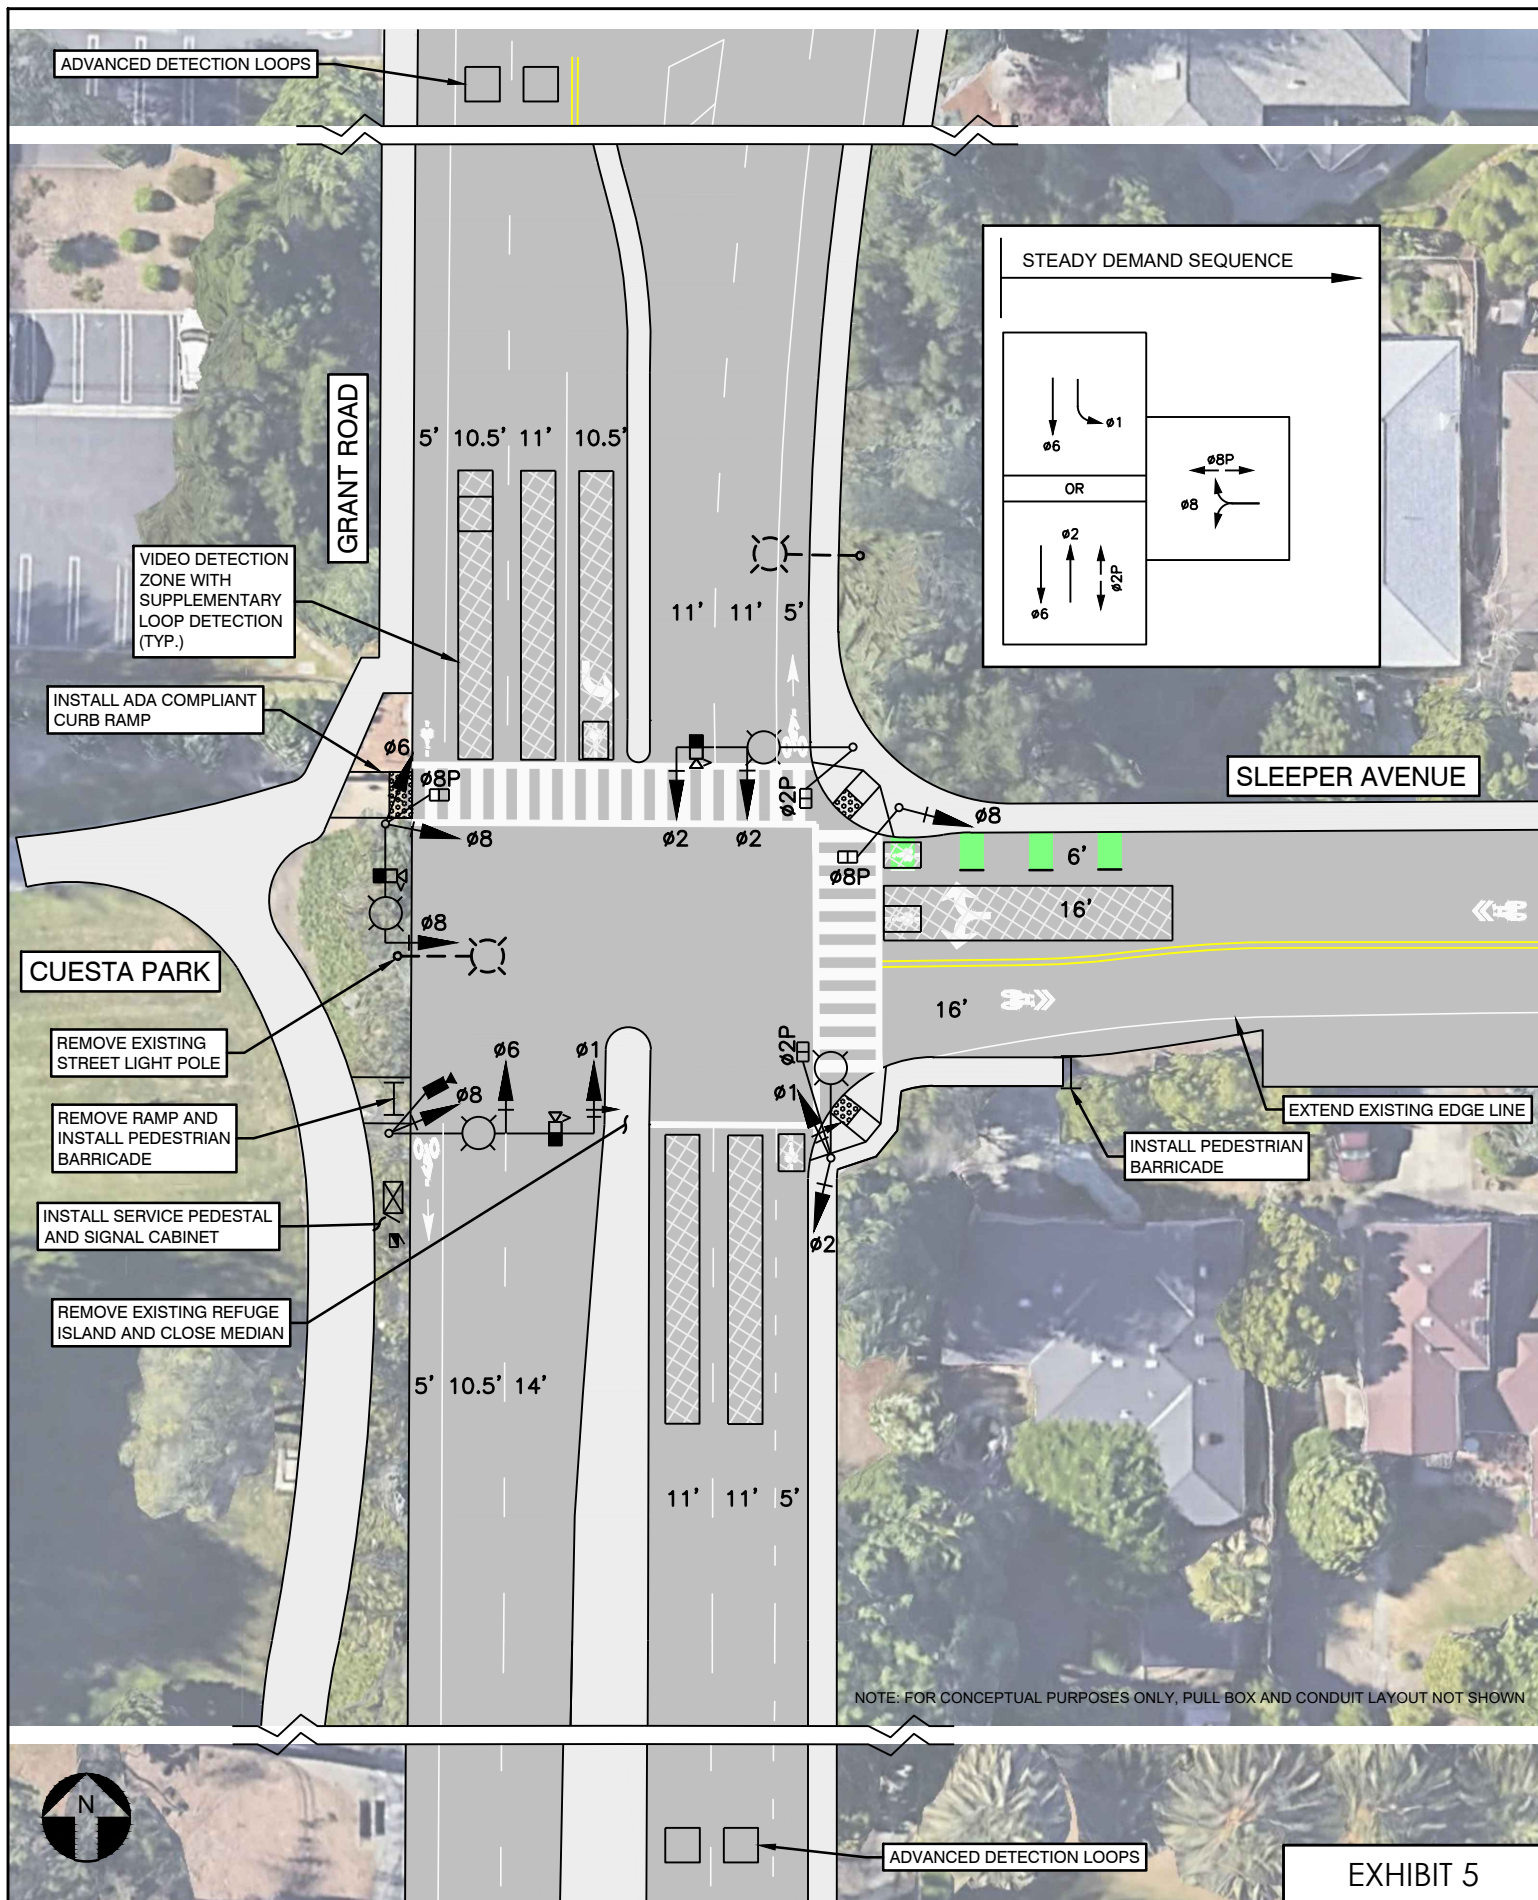 ADVANCED DETECTION LOOPS
STEADY DEMAND SEQUENCE
ø6
ø1
OR
ø8P
ø8
ø2
ø6
ø2P
GRANT ROAD
5' 10.5' 11' 10.5'
VIDEO DETECTION
ZONE WITH
SUPPLEMENTARY
LOOP DETECTION
(TYP.)
11' 11' 5'
INSTALL ADA COMPLIANT
CURB RAMP
ø6
ø8P
ø8
ø2
ø2
ø2P
ø8
SLEEPER AVENUE
ø8P
6'
16'
ø8
CUESTA PARK
16'
REMOVE EXISTING
STREET LIGHT POLE
ø6
ø1
ø2P
ø8
ø1
REMOVE RAMP AND
INSTALL PEDESTRIAN
BARRICADE
EXTEND EXISTING EDGE LINE
INSTALL PEDESTRIAN
BARRICADE
INSTALL SERVICE PEDESTAL
AND SIGNAL CABINET
ø2
REMOVE EXISTING REFUGE
ISLAND AND CLOSE MEDIAN
5' 10.5' 14'
11' 11' 5'
NOTE: FOR CONCEPTUAL PURPOSES ONLY, PULL BOX AND CONDUIT LAYOUT NOT SHOWN
N
ADVANCED DETECTION LOOPS
EXHIBIT 5